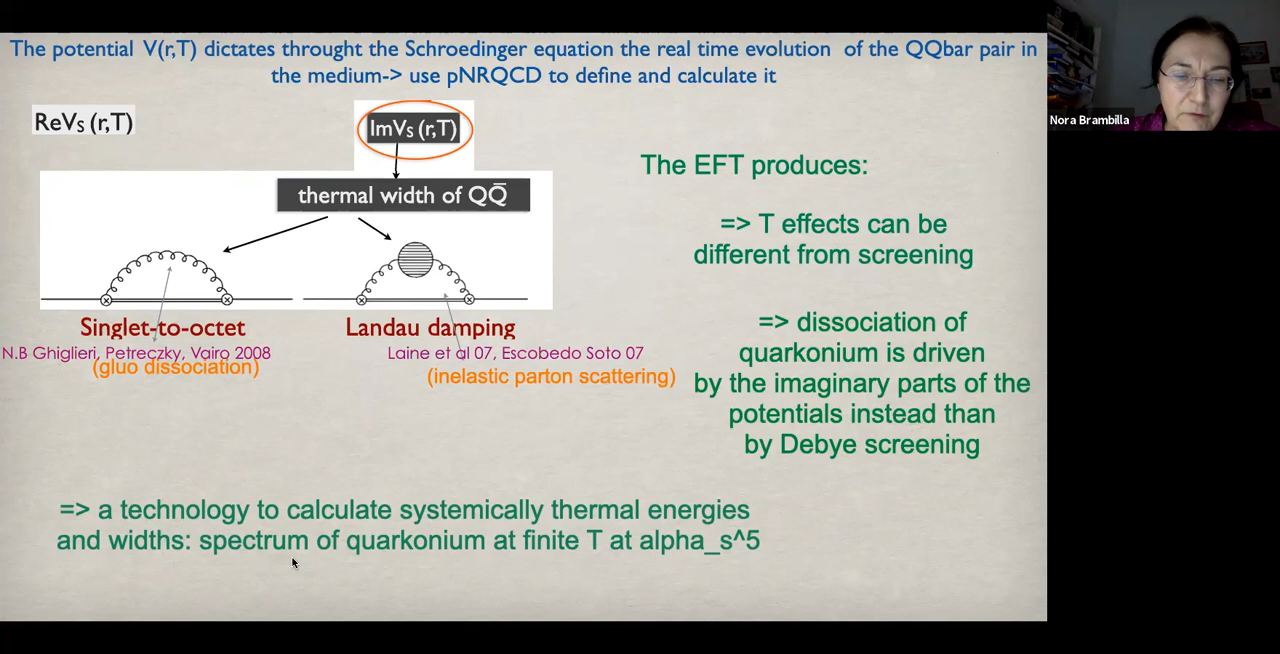 The potential V(r,T) dictates throught the Schroedinger equation the real time evolution of the QQbar pair in
the medium-> use pNRQCD to define and calculate it
ReVs (r,T)
ImVs (r,T)
thermal width of QQ̄
Singlet-to-octet
N.B Ghiglieri, Petreczky, Vairo 2008
(gluo dissociation)
Landau damping
Laine et al 07, Escobedo Soto 07
(inelastic parton scattering)
The EFT produces:
=> T effects can be
different from screening
=> dissociation of
quarkonium is driven
by the imaginary parts of the
potentials instead than
by Debye screening
=> a technology to calculate systemically thermal energies
and widths: spectrum of quarkonium at finite T at alpha_s^5
Nora Brambilla